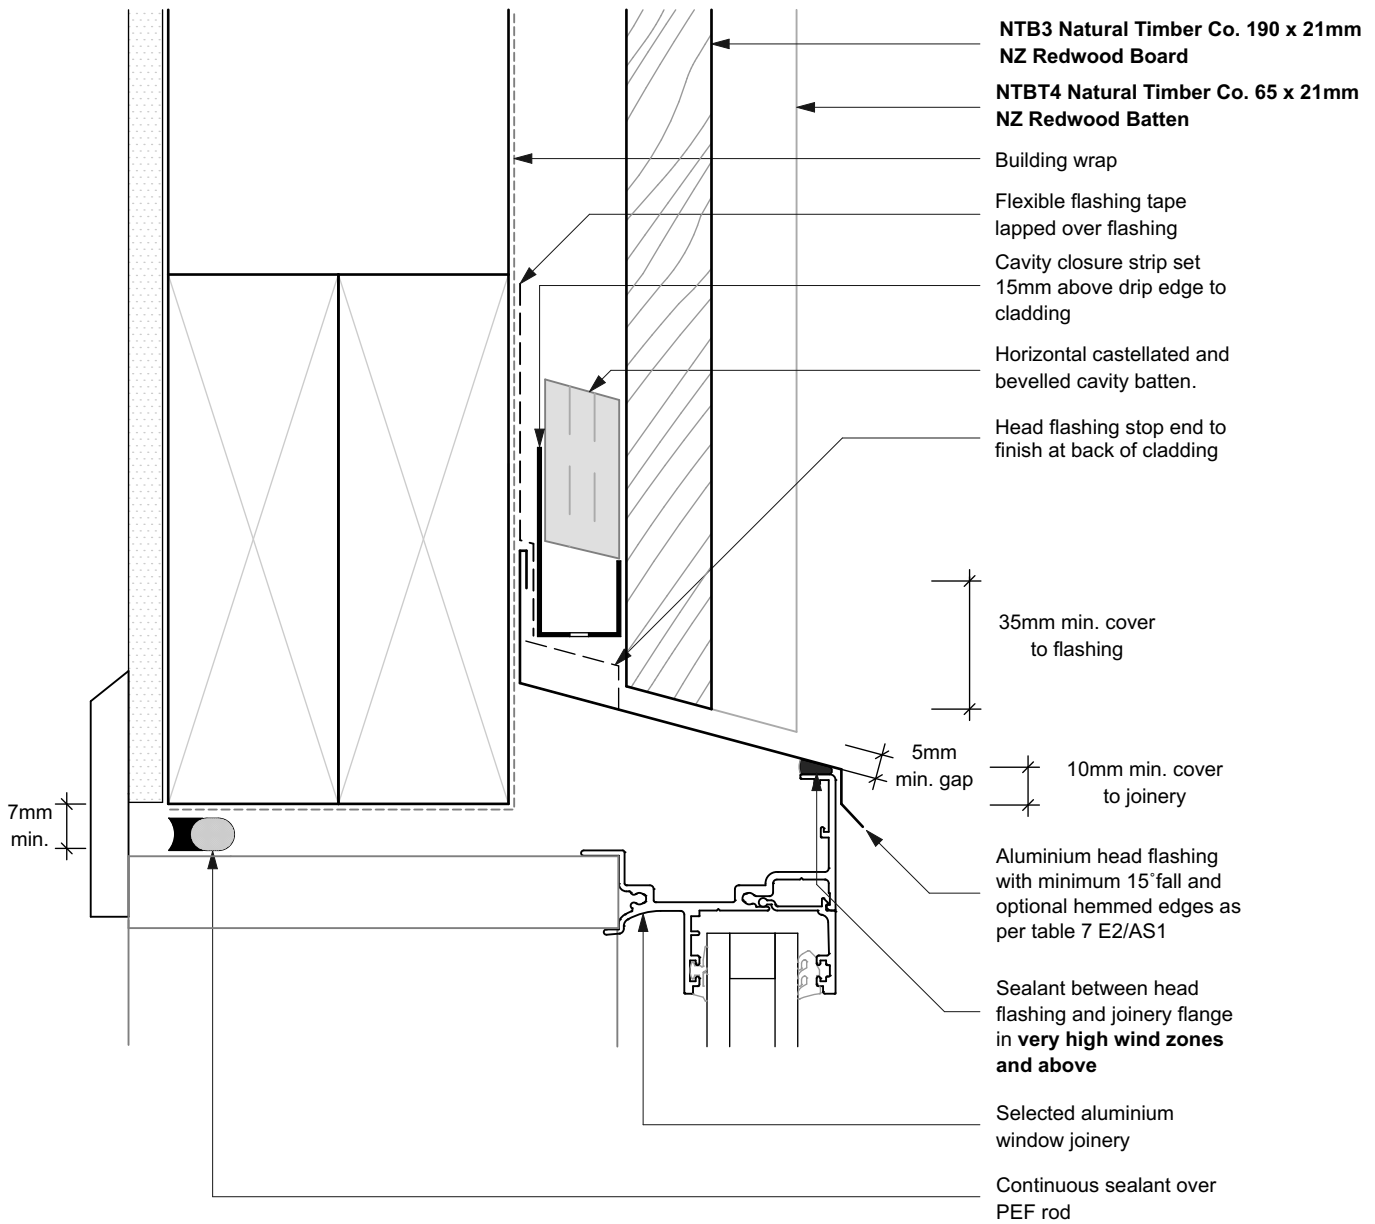 NTB3 Natural Timber Co. 190 x 21mm
NZ Redwood Board
NTBT4 Natural Timber Co. 65 x 21mm
NZ Redwood Batten
Building wrap
Flexible flashing tape
lapped over flashing
Cavity closure strip set
15mm above drip edge to
cladding
Horizontal castellated and
bevelled cavity batten.
Head flashing stop end to
finish at back of cladding
35mm min. cover
to flashing
5mm
min. gap
10mm min. cover
to joinery
7mm
min.
Aluminium head flashing
with minimum 15°fall and
optional hemmed edges as
per table 7 E2/AS1
Sealant between head
flashing and joinery flange
in very high wind zones
and above
Selected aluminium
window joinery
Continuous sealant over
PEF rod